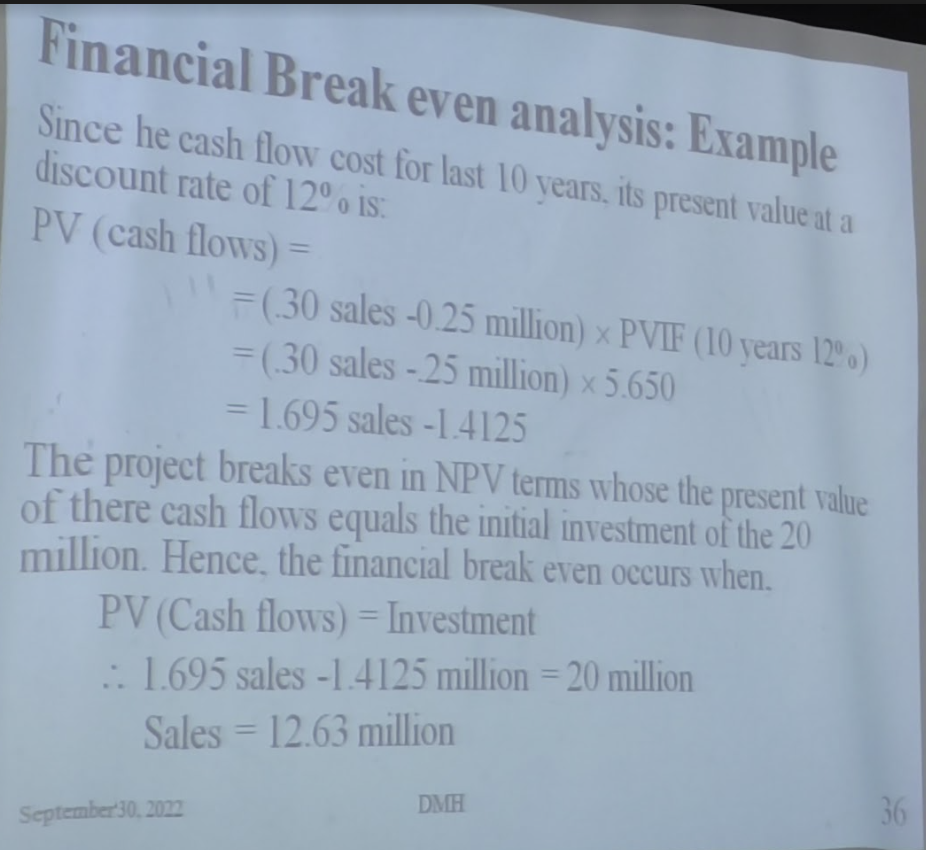 Financial Break even analysis: Example
Since he cash flow cost for last 10 years, its present value at a
discount rate of 12% is:
PV (cash flows) =
= (.30 sales -0.25 million) × PVIF (10 years 12%)
= (.30 sales -.25 million) × 5.650
= 1.695 sales -1.4125
The project breaks even in NPV terms whose the present value
of there cash flows equals the initial investment of the 20
million. Hence, the financial break even occurs when.
PV (Cash flows) = Investment
∴ 1.695 sales -1.4125 million = 20 million
Sales = 12.63 million
September 30, 2022
DMH
36